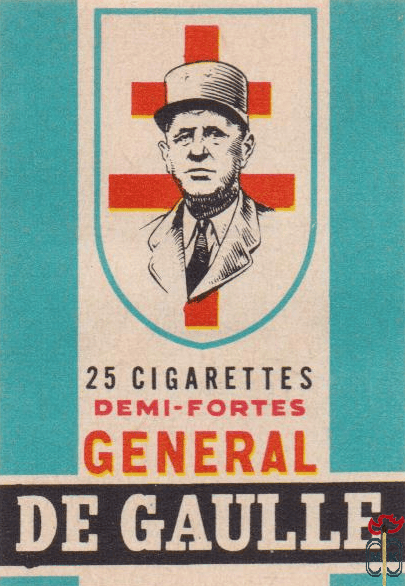 25 CIGARETTES
DEMI-FORTES
GENERAL
DE GAULLE